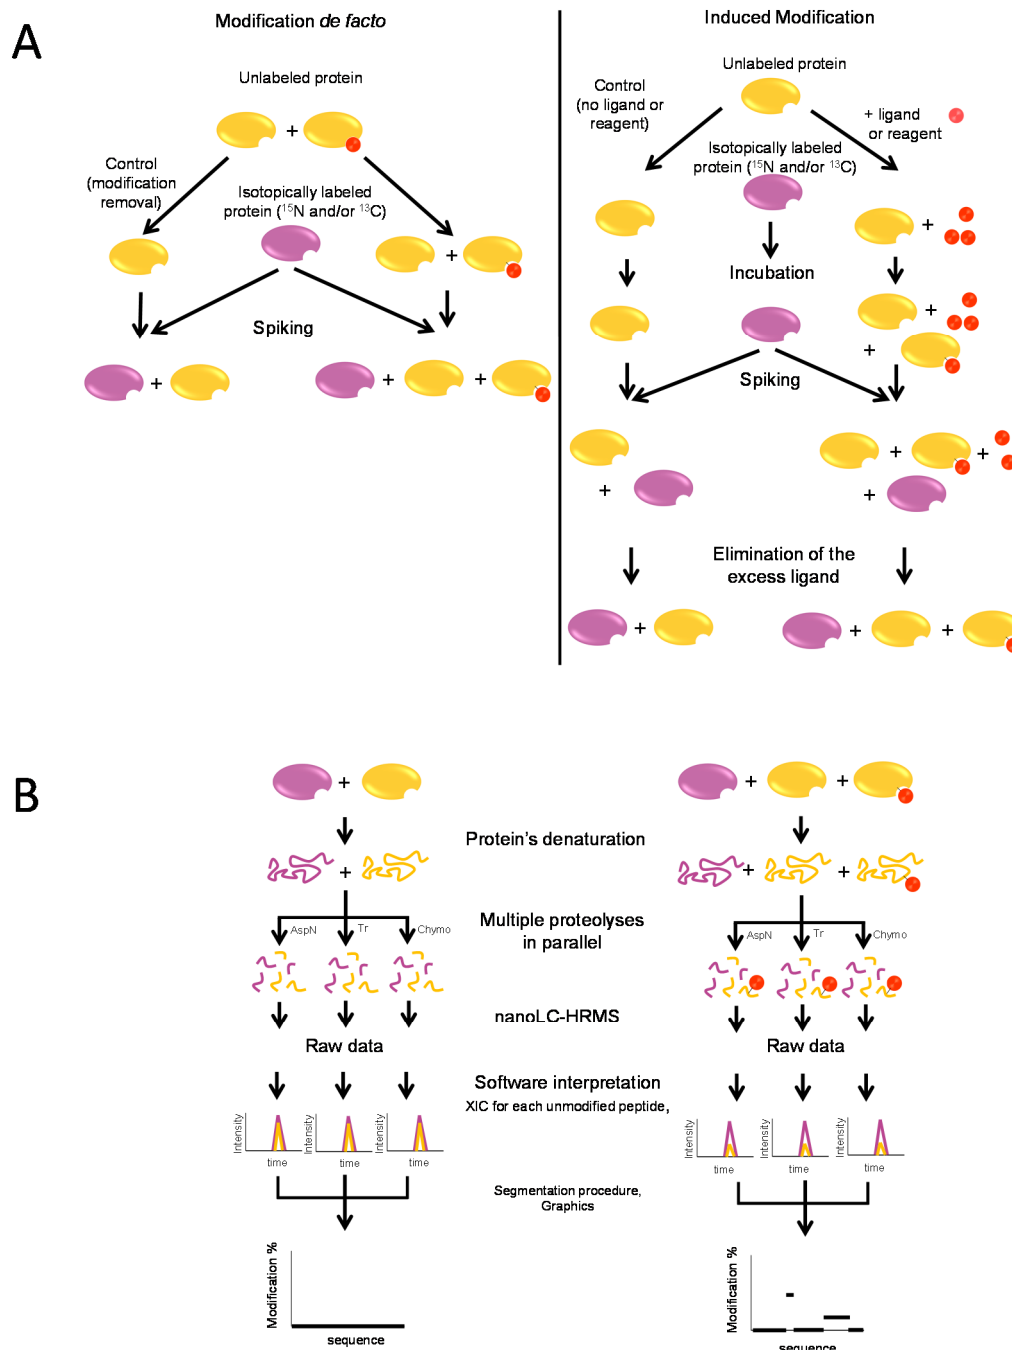 A
Modification de facto
Unlabeled protein
+
Control
(modification
removal)
Isotopically labeled
protein (¹⁵N and/or ¹³C)
+
Spiking
+
+
+
Induced Modification
Unlabeled protein
Control
(no ligand or
reagent)
+ ligand
or reagent
Isotopically labeled
protein (¹⁵N and/or ¹³C)
+
Incubation
+
+
Spiking
+
+
+
+
Elimination of the
excess ligand
+
+
+
B
+
+
+
Protein's denaturation
+
+
+
Multiple proteolyses
in parallel
AspN
Tr
Chymo
AspN
Tr
Chymo
nanoLC-HRMS
Raw data
Raw data
Software interpretation
XIC for each unmodified peptide,
Intensity
time
Intensity
time
Intensity
time
Intensity
time
Intensity
time
Intensity
time
Segmentation procedure,
Graphics
Modification %
sequence
Modification %
sequence